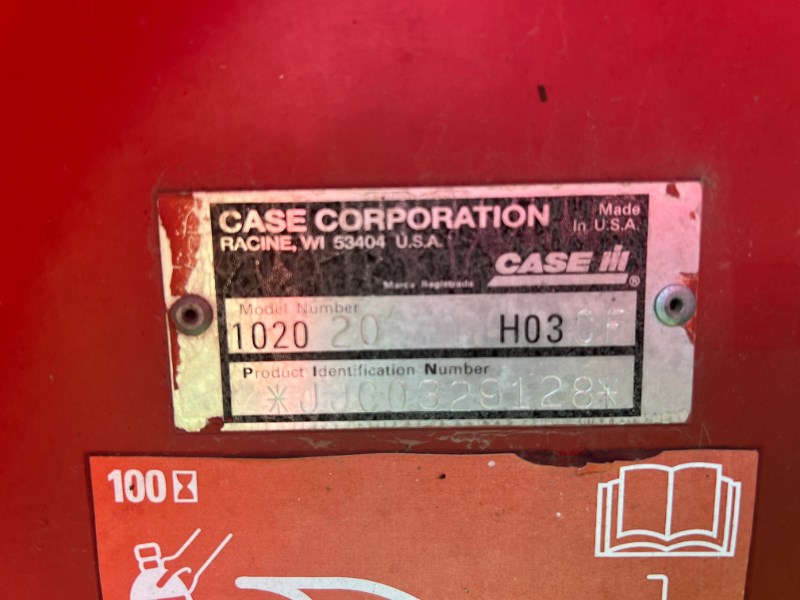 CASE CORPORATION
RACINE, WI 53404 U.S.A.
Made
In U.S.A.
CASE IH
®
Marca Registrada
Model Number
1020 20' H03
Product Identification Number
*JJC0329128*
100